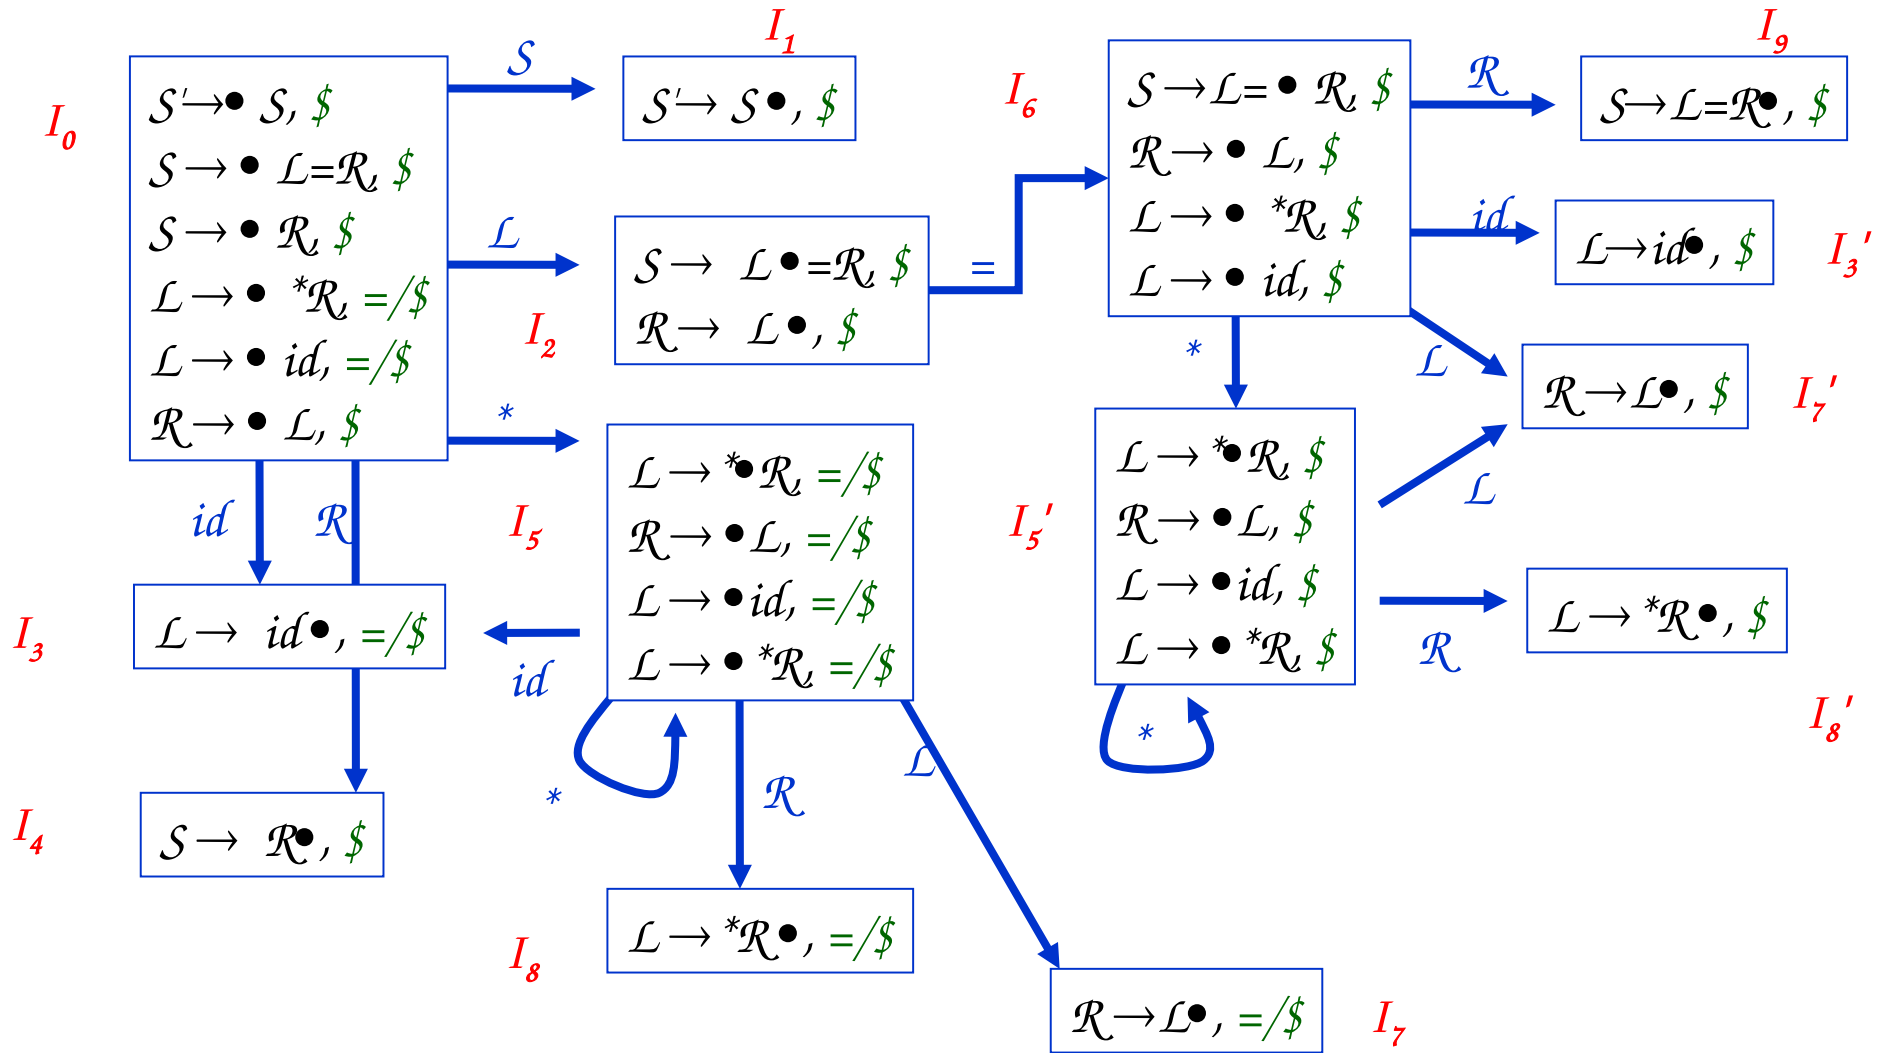 I₀
S'→● S, $
S → ● L=R, $
S → ● R, $
L → ● *R, =/$
L → ● id, =/$
R → ● L, $
S
I₁
S'→ S ●, $
L
I₂
S → L ●=R, $
R → L ●, $
=
I₆
S →L= ● R, $
R → ● L, $
L → ● *R, $
L → ● id, $
R
I₉
S→L=R●, $
id
L→id●, $
I₃'
L
R→L●, $
I₇'
*
*
I₅
L → *●R, =/$
R → ●L, =/$
L → ●id, =/$
L → ● *R, =/$
I₅'
L → *●R, $
R → ●L, $
L → ●id, $
L → ● *R, $
L
R
L → *R ●, $
I₈'
*
id
R
I₃
L → id●, =/$
id
I₄
S → R●, $
*
R
L
I₈
L → *R ●, =/$
R →L●, =/$
I₇